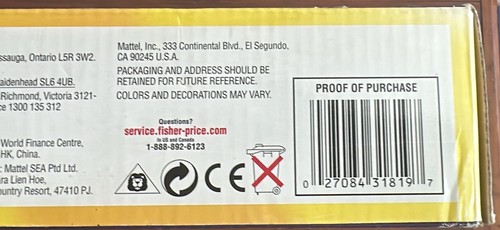 ssauga, Ontario L5R 3W2.
aidenhead SL6 4UB.
Richmond, Victoria 3121-
ce 1300 135 312
World Finance Centre,
HK, China.
: Mattel SEA Ptd Ltd.
ra Lien Hoe,
ountry Resort, 47410 PJ.
Mattel, Inc., 333 Continental Blvd., El Segundo,
CA 90245 U.S.A.
PACKAGING AND ADDRESS SHOULD BE
RETAINED FOR FUTURE REFERENCE.
COLORS AND DECORATIONS MAY VARY.
Questions?
service.fisher-price.com
In US and Canada
1-888-892-6123
CE
PROOF OF PURCHASE
0 27084 31819 7